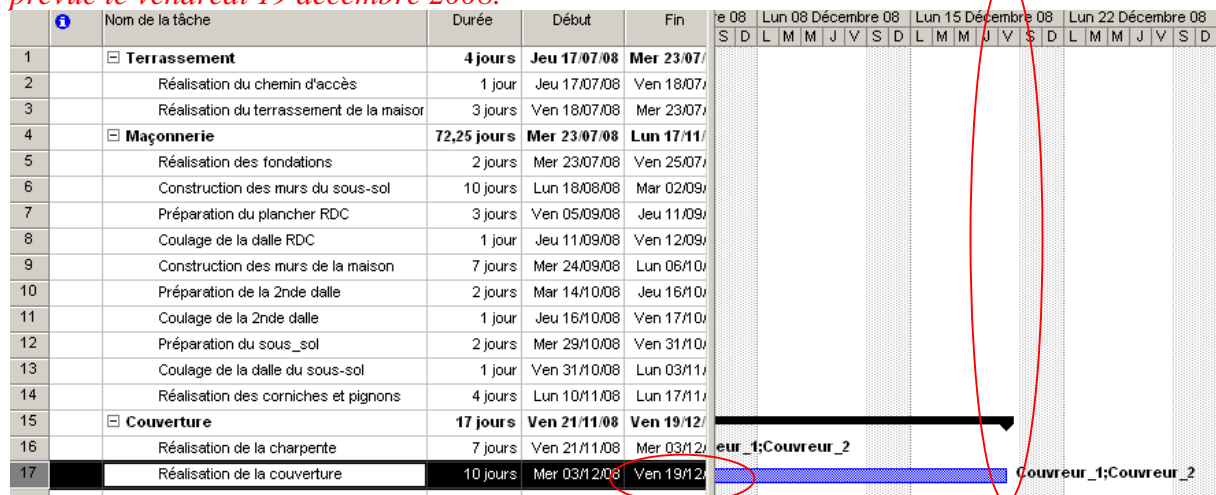 prévue le vendredi 19 décembre 2008.
Nom de la tâche Durée Début Fin e 08 Lun 08 Décembre 08 Lun 15 Décembre 08 Lun 22 Décembre 08
S D L M M J V S D L M M J V S D L M M J V S D
1 Terrassement 4 jours Jeu 17/07/08 Mer 23/07/
2 Réalisation du chemin d'accès 1 jour Jeu 17/07/08 Ven 18/07/
3 Réalisation du terrassement de la maisor 3 jours Ven 18/07/08 Mer 23/07/
4 Maçonnerie 72,25 jours Mer 23/07/08 Lun 17/11/
5 Réalisation des fondations 2 jours Mer 23/07/08 Ven 25/07/
6 Construction des murs du sous-sol 10 jours Lun 18/08/08 Mar 02/09/
7 Préparation du plancher RDC 3 jours Ven 05/09/08 Jeu 11/09/
8 Coulage de la dalle RDC 1 jour Jeu 11/09/08 Ven 12/09/
9 Construction des murs de la maison 7 jours Mer 24/09/08 Lun 06/10/
10 Préparation de la 2nde dalle 2 jours Mar 14/10/08 Jeu 16/10/
11 Coulage de la 2nde dalle 1 jour Jeu 16/10/08 Ven 17/10/
12 Préparation du sous_sol 2 jours Mer 29/10/08 Ven 31/10/
13 Coulage de la dalle du sous-sol 1 jour Ven 31/10/08 Lun 03/11/
14 Réalisation des corniches et pignons 4 jours Lun 10/11/08 Lun 17/11/
15 Couverture 17 jours Ven 21/11/08 Ven 19/12/
16 Réalisation de la charpente 7 jours Ven 21/11/08 Mer 03/12/ eur_1;Couvreur_2
17 Réalisation de la couverture 10 jours Mer 03/12/08 Ven 19/12/ Couvreur_1;Couvreur_2